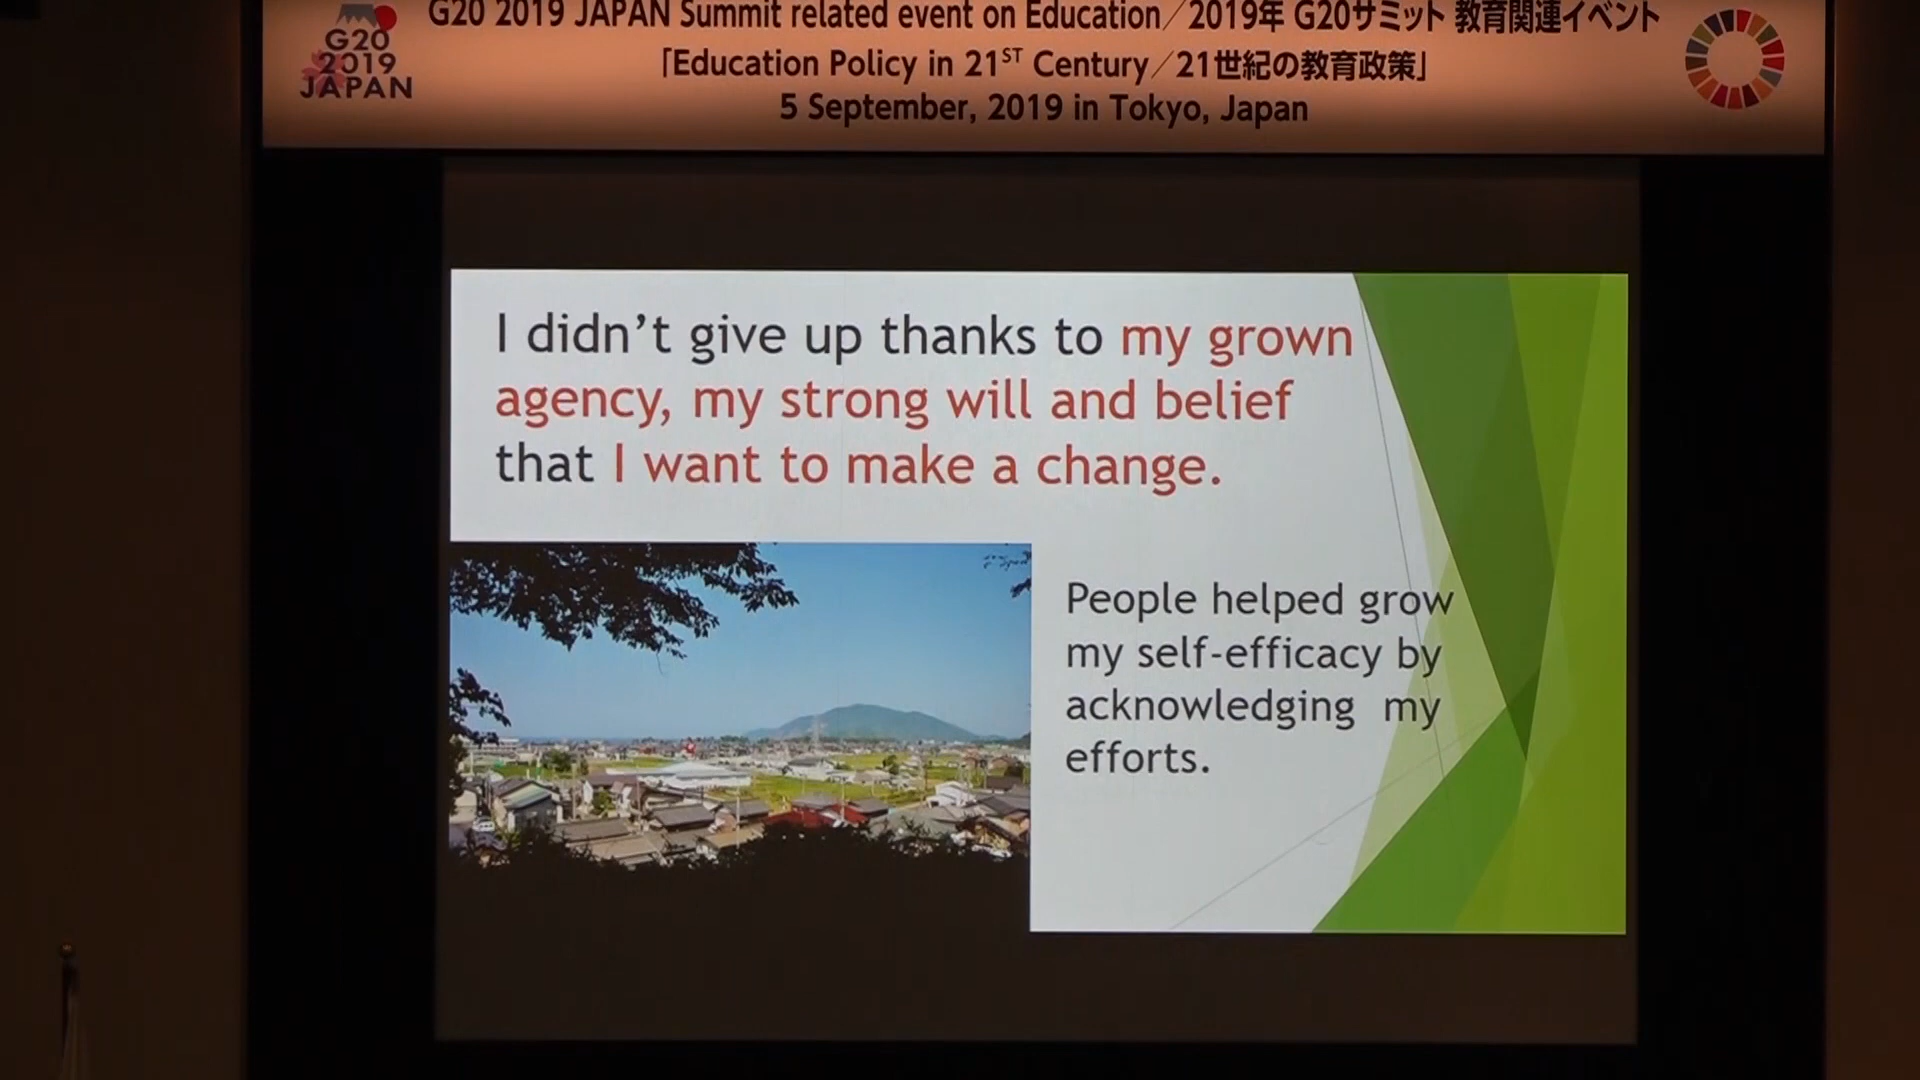 G20 2019 JAPAN Summit related event on Education／2019年 G20サミット 教育関連イベント
「Education Policy in 21ST Century／21世紀の教育政策」
5 September, 2019 in Tokyo, Japan
G20
2019
JAPAN
I didn’t give up thanks to my grown
agency, my strong will and belief
that I want to make a change.
People helped grow
my self-efficacy by
acknowledging my
efforts.